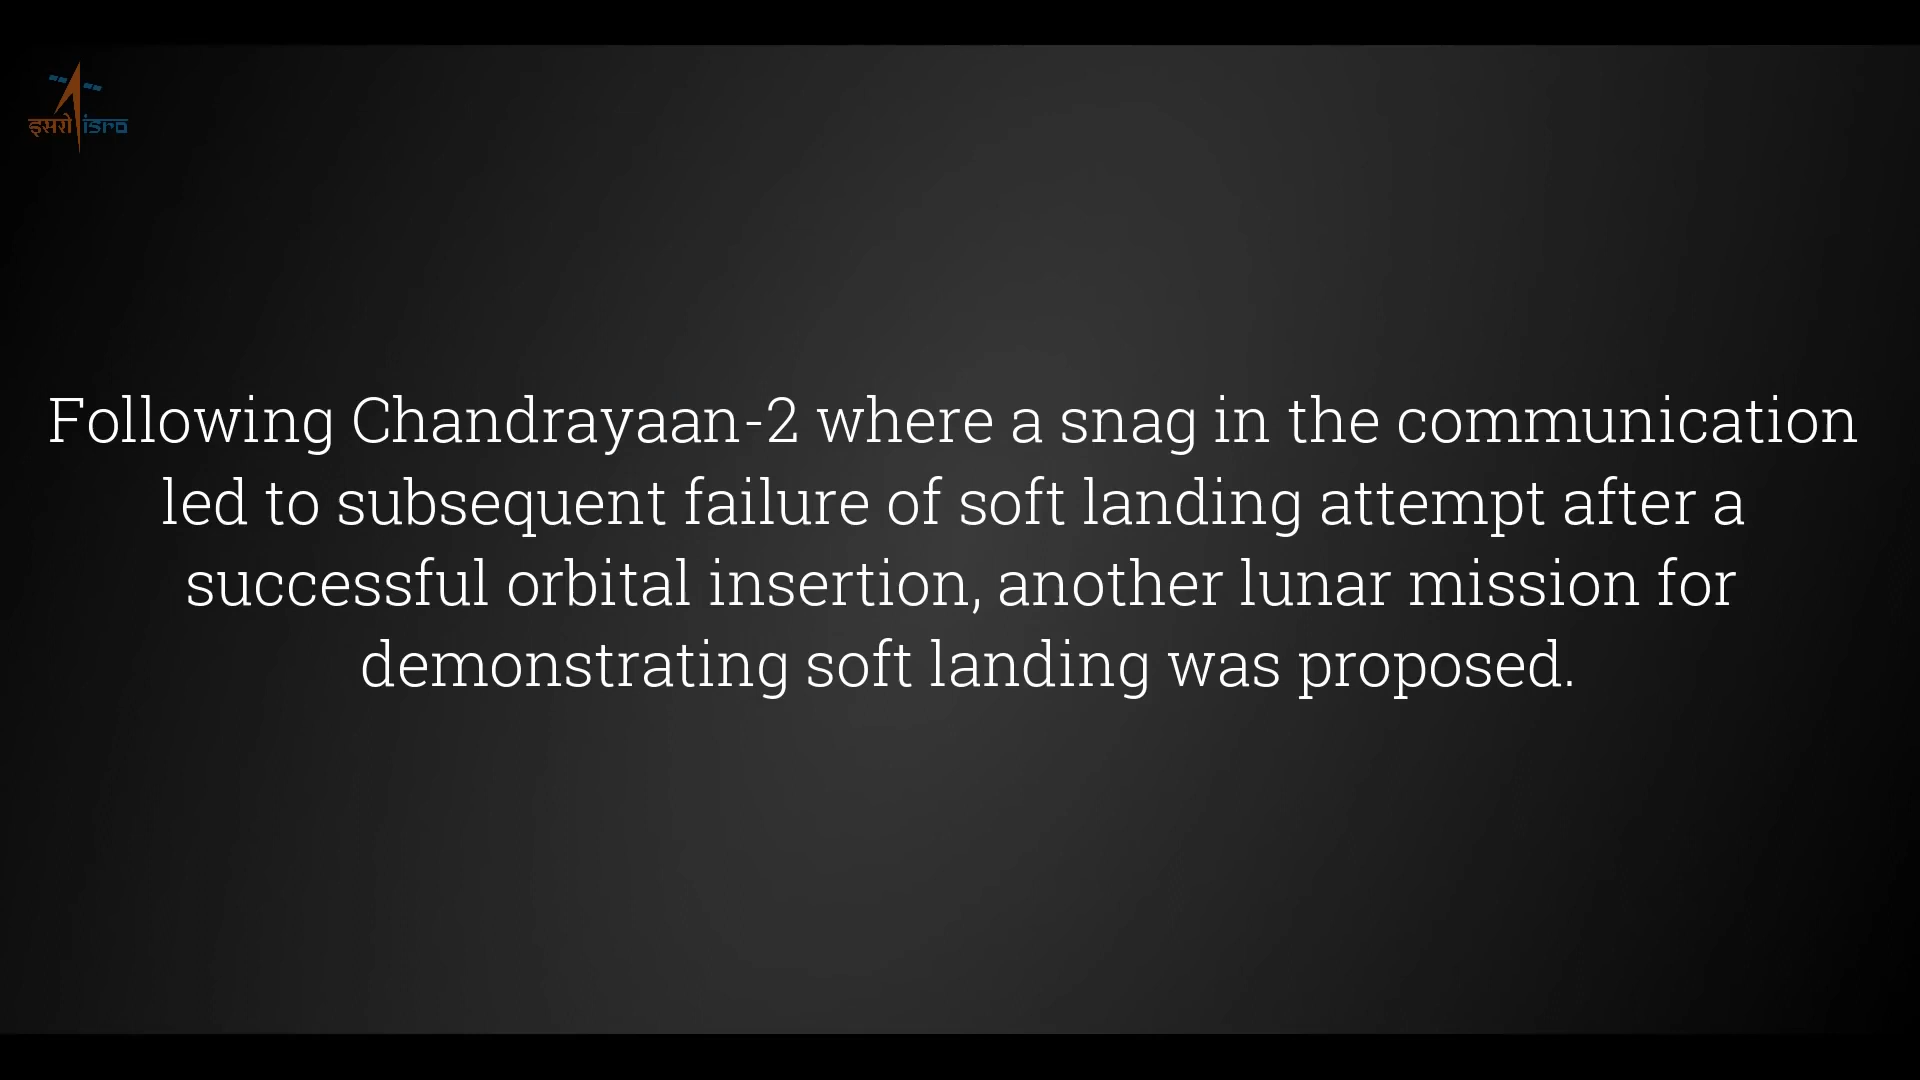 इसरो isro
Following Chandrayaan-2 where a snag in the communication
led to subsequent failure of soft landing attempt after a
successful orbital insertion, another lunar mission for
demonstrating soft landing was proposed.